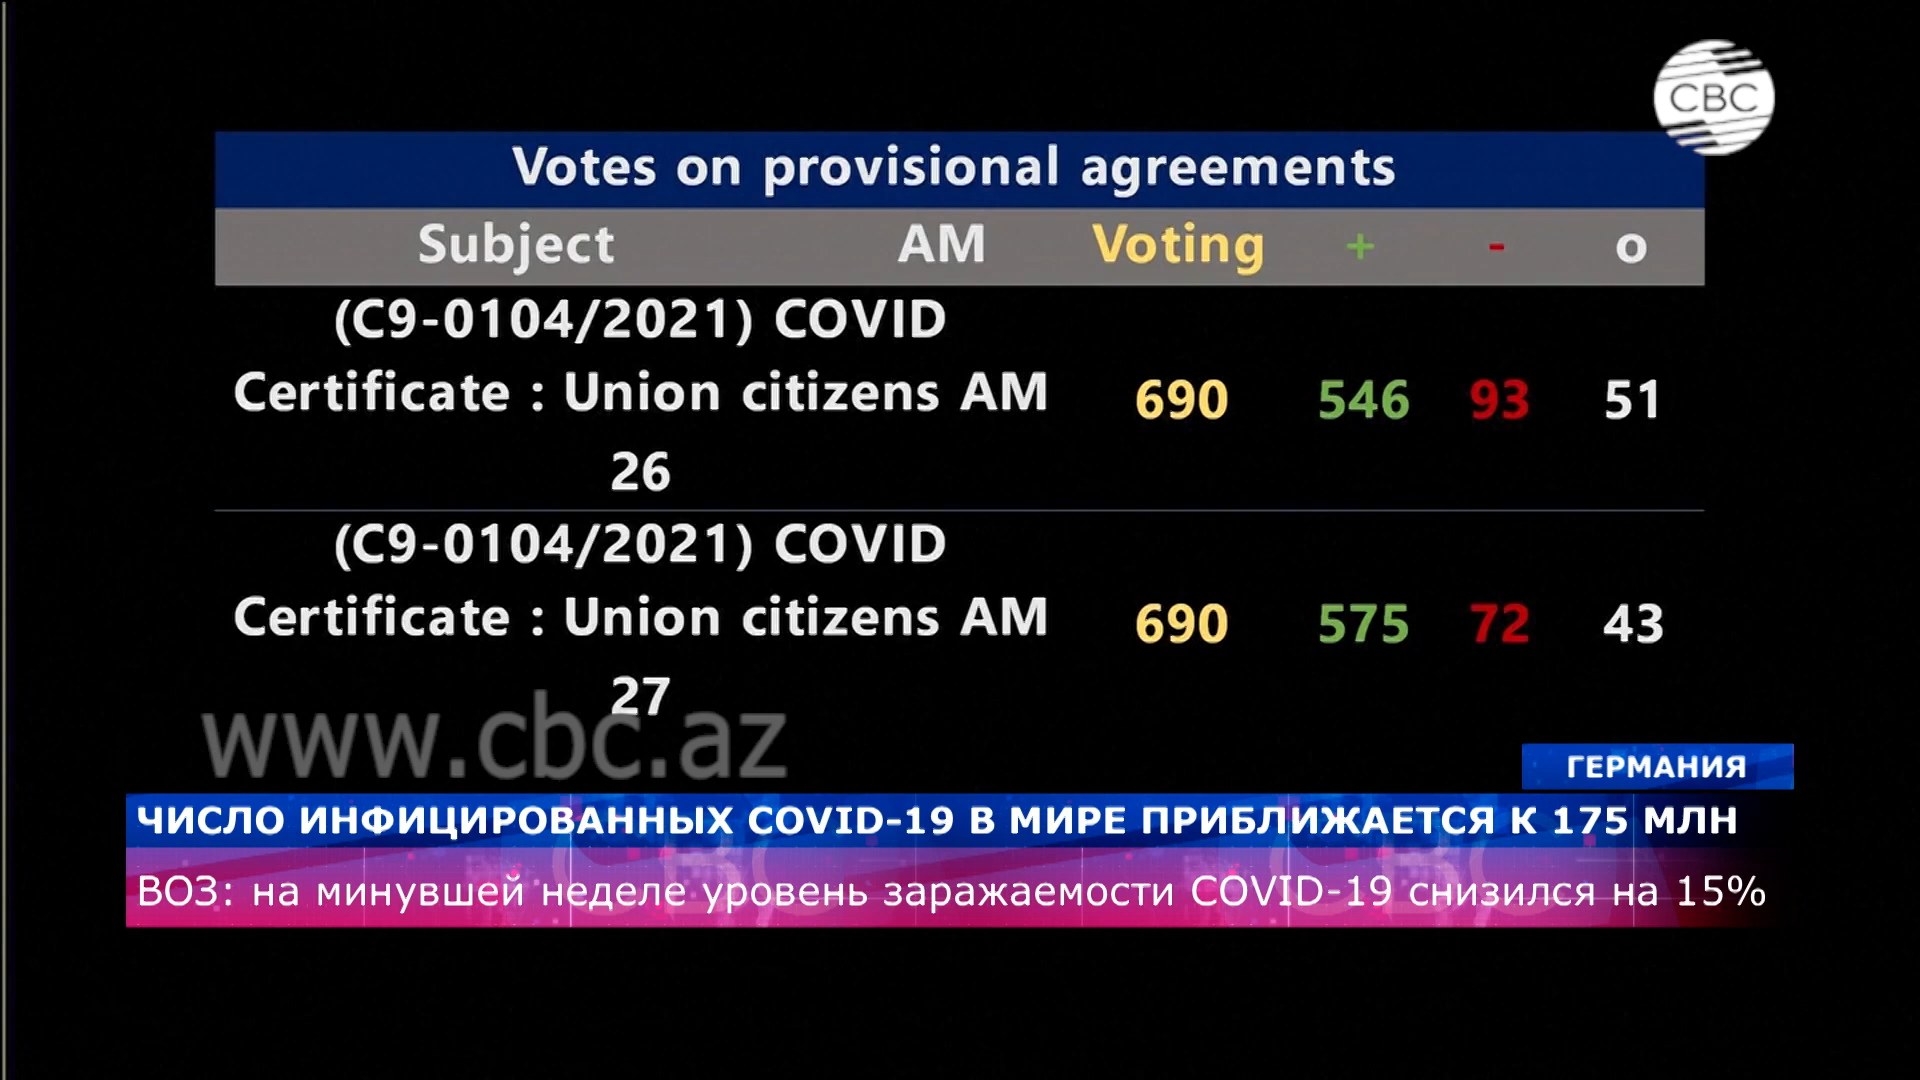 CBC
Votes on provisional agreements
Subject AM Voting + - o
(C9-0104/2021) COVID
Certificate : Union citizens AM 690 546 93 51
26
(C9-0104/2021) COVID
Certificate : Union citizens AM 690 575 72 43
27
www.cbc.az
ГЕРМАНИЯ
ЧИСЛО ИНФИЦИРОВАННЫХ COVID-19 В МИРЕ ПРИБЛИЖАЕТСЯ К 175 МЛН
ВОЗ: на минувшей неделе уровень заражаемости COVID-19 снизился на 15%